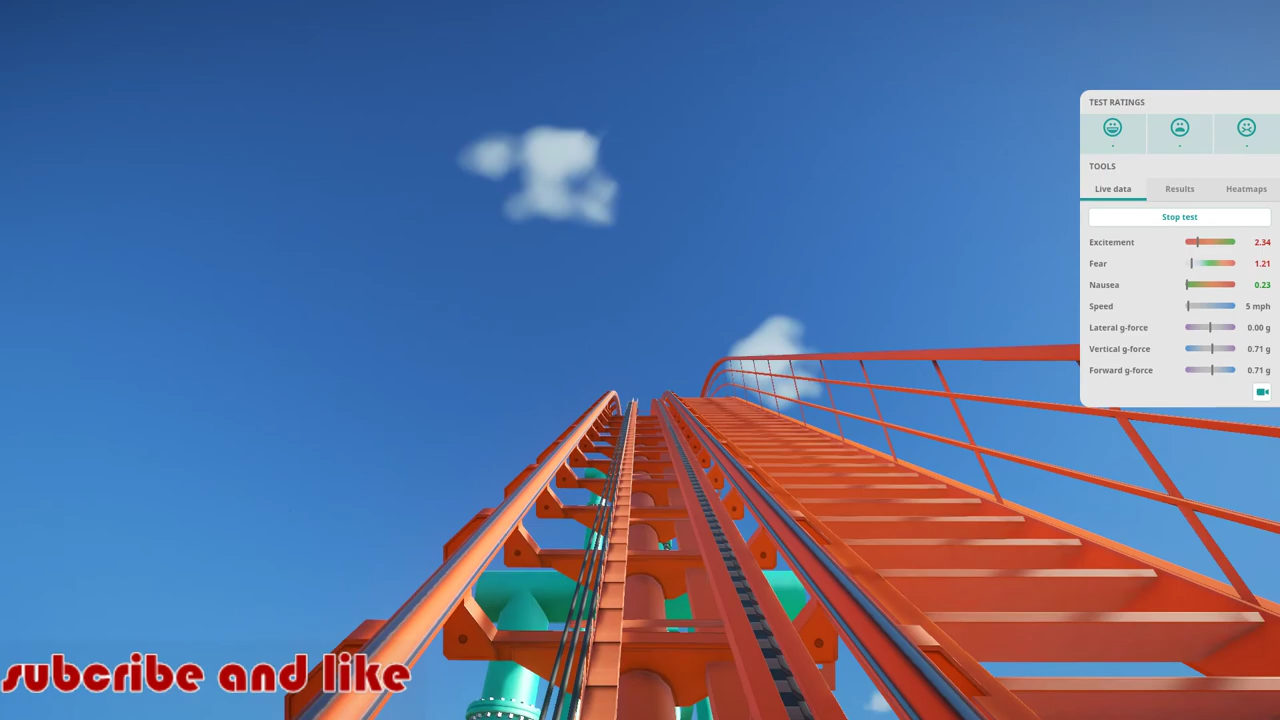 TEST RATINGS
- - -
TOOLS
Live data Results Heatmaps
Stop test
Excitement 2.34
Fear 1.21
Nausea 0.23
Speed 5 mph
Lateral g-force 0.00 g
Vertical g-force 0.71 g
Forward g-force 0.71 g
subcribe and like